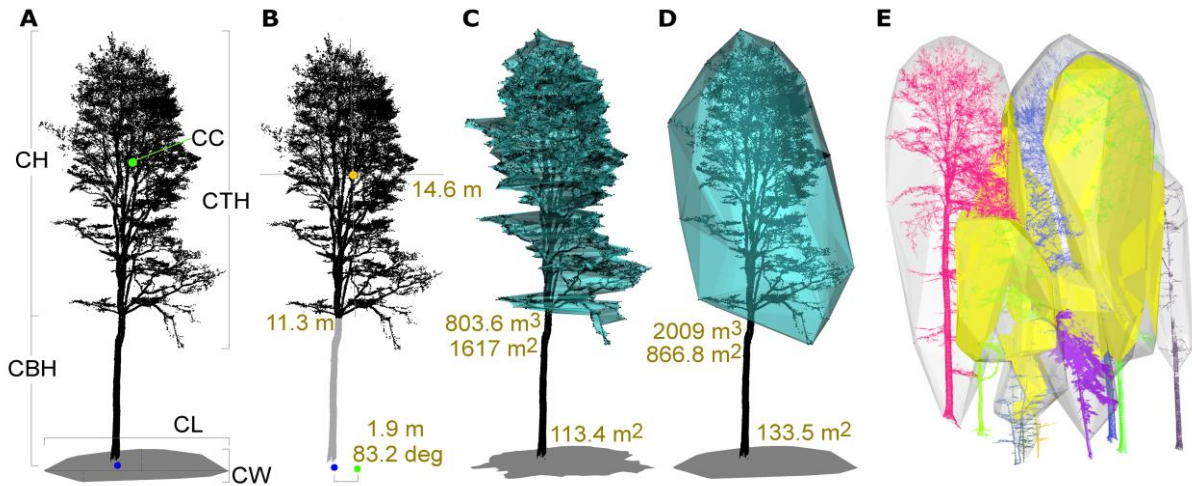 A
CH
CC
CTH
CBH
CL
CW
B
14.6 m
11.3 m
1.9 m
83.2 deg
C
803.6 m³
1617 m²
113.4 m²
D
2009 m³
866.8 m²
133.5 m²
E